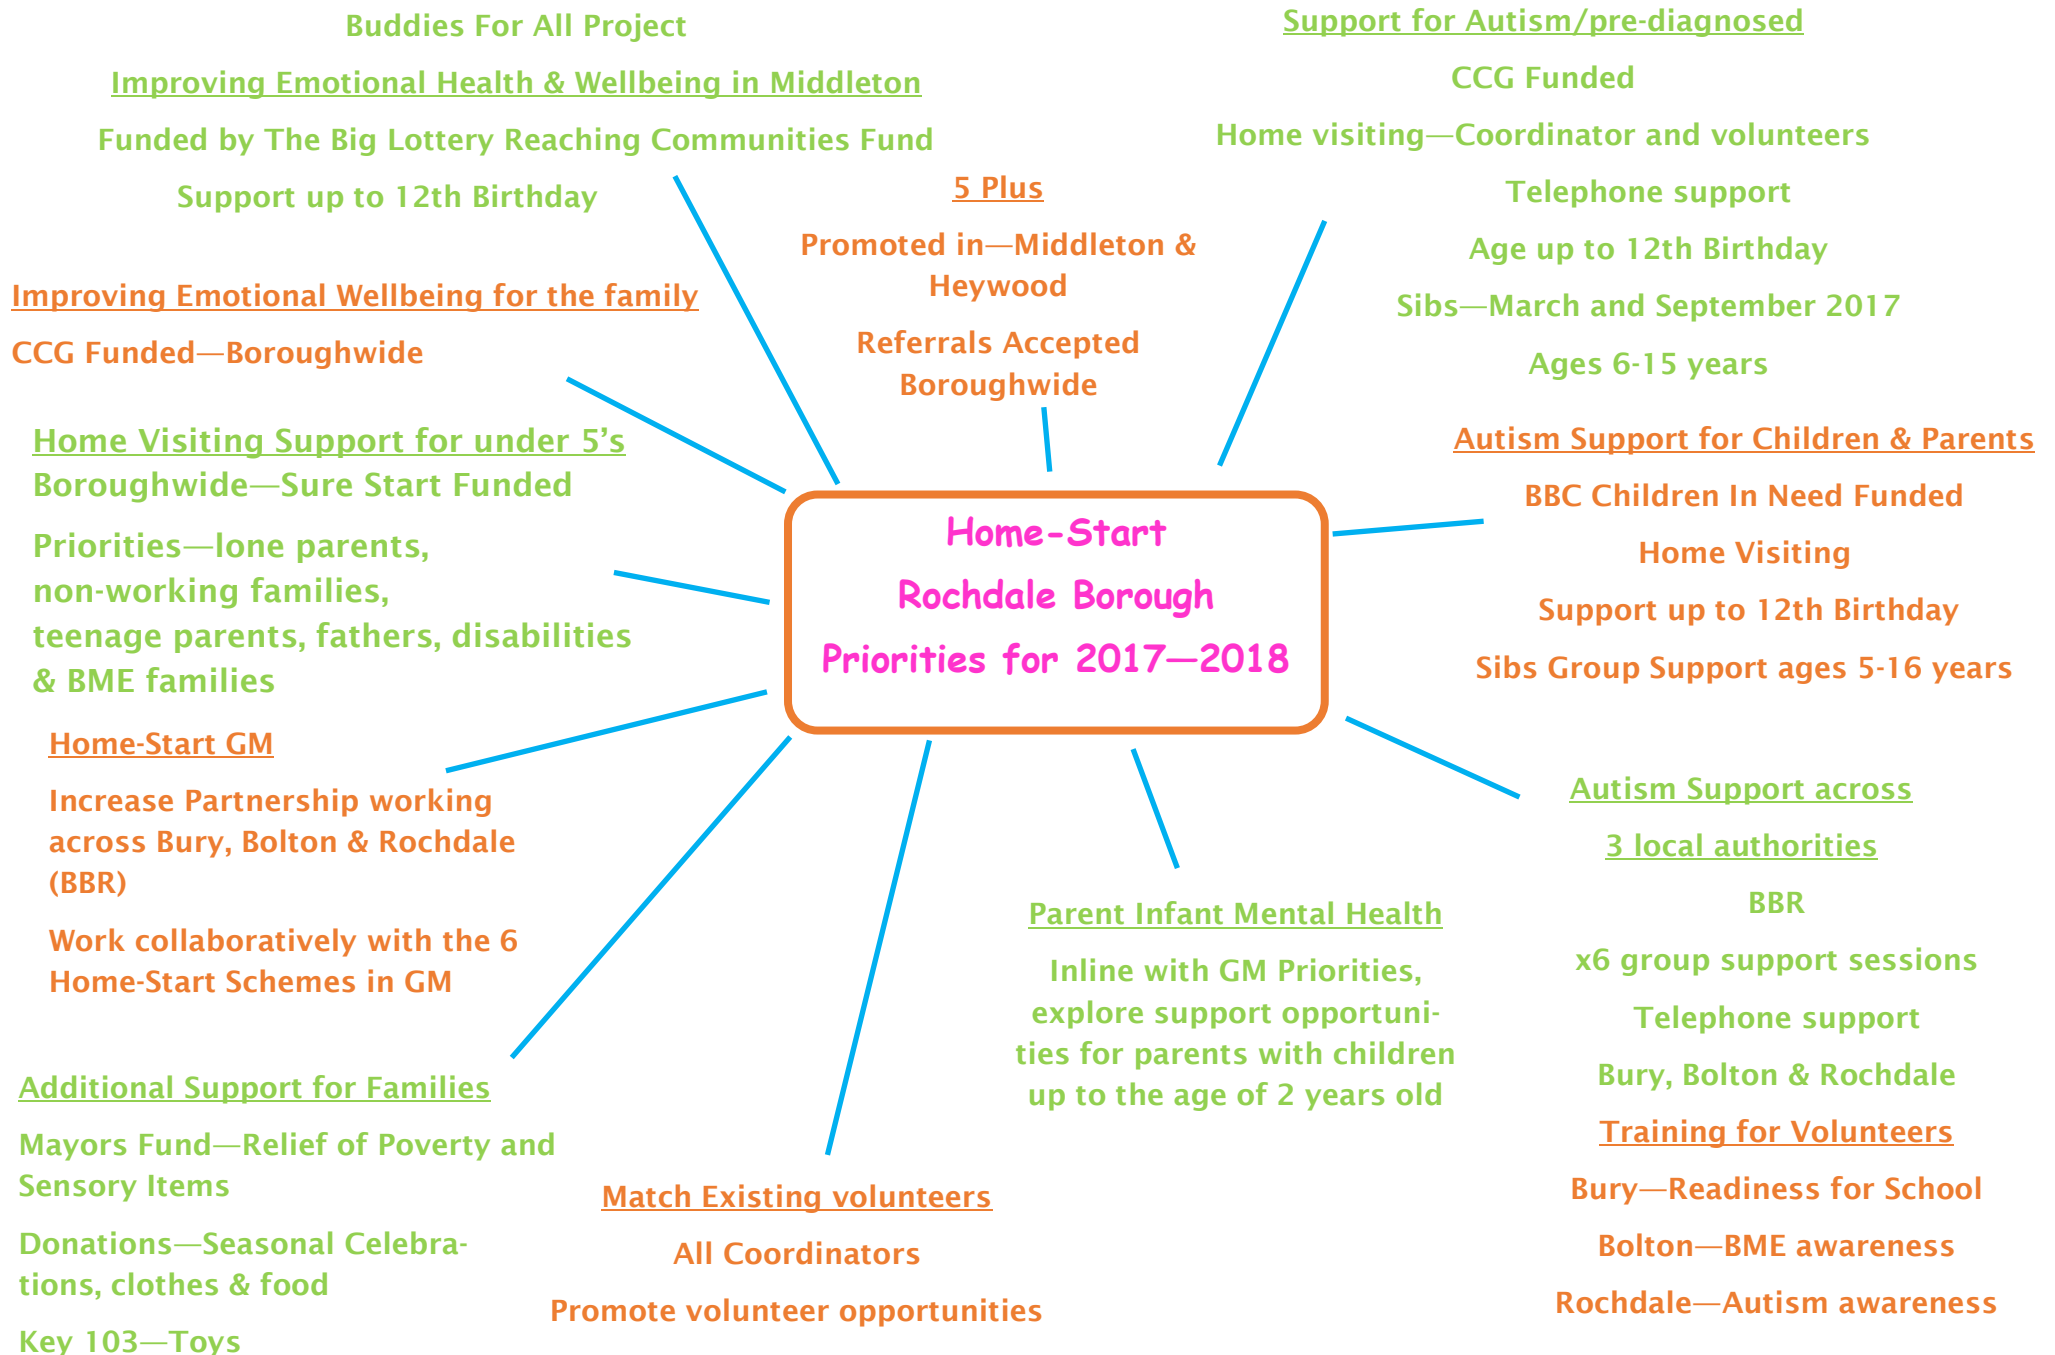 Buddies For All Project
Improving Emotional Health & Wellbeing in Middleton
Funded by The Big Lottery Reaching Communities Fund
Support up to 12th Birthday
5 Plus
Promoted in—Middleton &
Heywood
Referrals Accepted
Boroughwide
Support for Autism/pre-diagnosed
CCG Funded
Home visiting—Coordinator and volunteers
Telephone support
Age up to 12th Birthday
Sibs—March and September 2017
Ages 6-15 years
Improving Emotional Wellbeing for the family
CCG Funded—Boroughwide
Home Visiting Support for under 5’s
Boroughwide—Sure Start Funded
Priorities—lone parents,
non-working families,
teenage parents, fathers, disabilities
& BME families
Home-Start
Rochdale Borough
Priorities for 2017—2018
Autism Support for Children & Parents
BBC Children In Need Funded
Home Visiting
Support up to 12th Birthday
Sibs Group Support ages 5-16 years
Home-Start GM
Increase Partnership working
across Bury, Bolton & Rochdale
(BBR)
Work collaboratively with the 6
Home-Start Schemes in GM
Additional Support for Families
Mayors Fund—Relief of Poverty and
Sensory Items
Donations—Seasonal Celebra-
tions, clothes & food
Key 103—Toys
Match Existing volunteers
All Coordinators
Promote volunteer opportunities
Parent Infant Mental Health
Inline with GM Priorities,
explore support opportuni-
ties for parents with children
up to the age of 2 years old
Autism Support across
3 local authorities
BBR
x6 group support sessions
Telephone support
Bury, Bolton & Rochdale
Training for Volunteers
Bury—Readiness for School
Bolton—BME awareness
Rochdale—Autism awareness